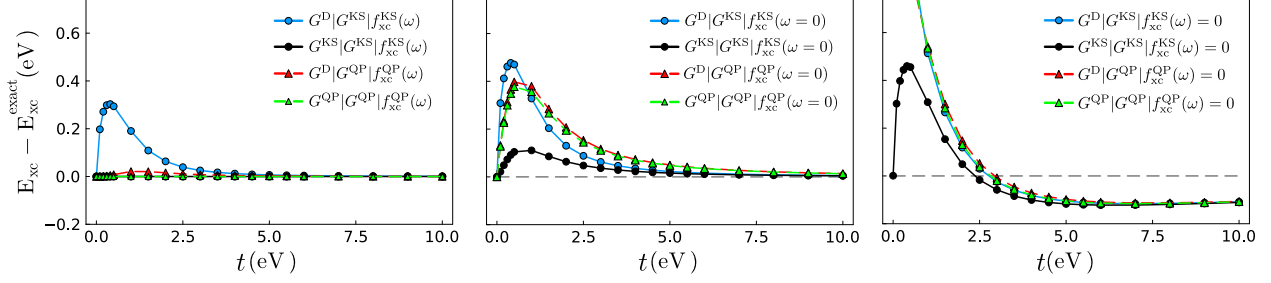 E_xc − E_xc^exact (eV)
0.6
0.4
0.2
0.0
−0.2
G^D|G^KS|f_xc^KS(ω)
G^KS|G^KS|f_xc^KS(ω)
G^D|G^QP|f_xc^QP(ω)
G^QP|G^QP|f_xc^QP(ω)
0.0 2.5 5.0 7.5 10.0
t(eV)
G^D|G^KS|f_xc^KS(ω = 0)
G^KS|G^KS|f_xc^KS(ω = 0)
G^D|G^QP|f_xc^QP(ω = 0)
G^QP|G^QP|f_xc^QP(ω = 0)
0.0 2.5 5.0 7.5 10.0
t(eV)
G^D|G^KS|f_xc^KS(ω) = 0
G^KS|G^KS|f_xc^KS(ω) = 0
G^D|G^QP|f_xc^QP(ω) = 0
G^QP|G^QP|f_xc^QP(ω) = 0
0.0 2.5 5.0 7.5 10.0
t(eV)